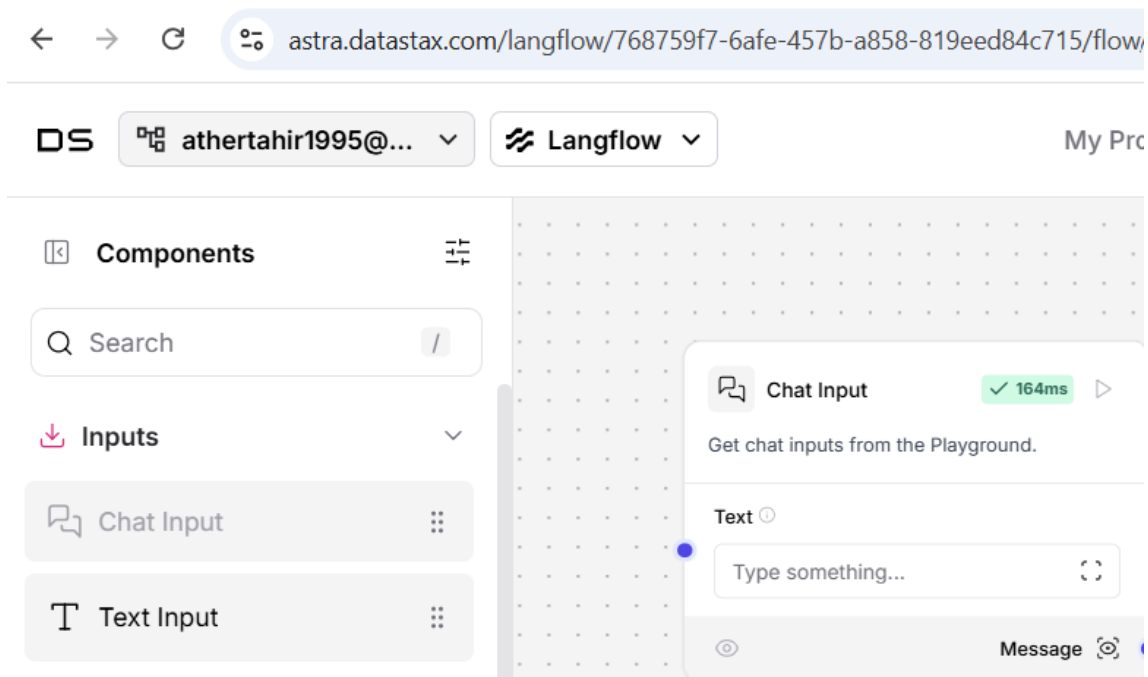 astra.datastax.com/langflow/768759f7-6afe-457b-a858-819eed84c715/flow/
DS athertahir1995@... Langflow My Pro
Components
Search /
Inputs
Chat Input
Text Input
Chat Input 164ms
Get chat inputs from the Playground.
Text
Type something...
Message